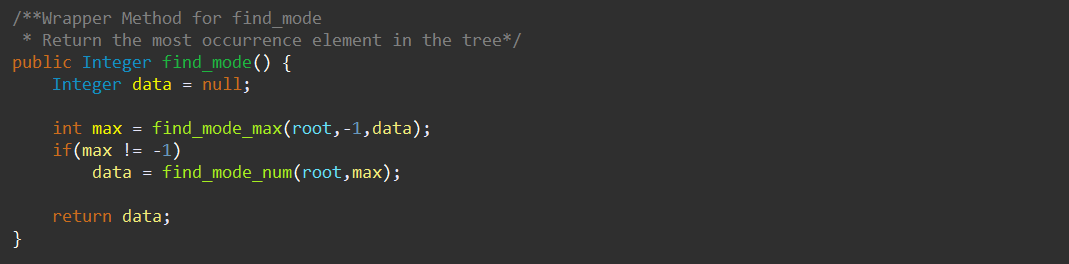 /**Wrapper Method for find_mode
 * Return the most occurrence element in the tree*/
public Integer find_mode() {
    Integer data = null;

    int max = find_mode_max(root,-1,data);
    if(max != -1)
        data = find_mode_num(root,max);

    return data;
}